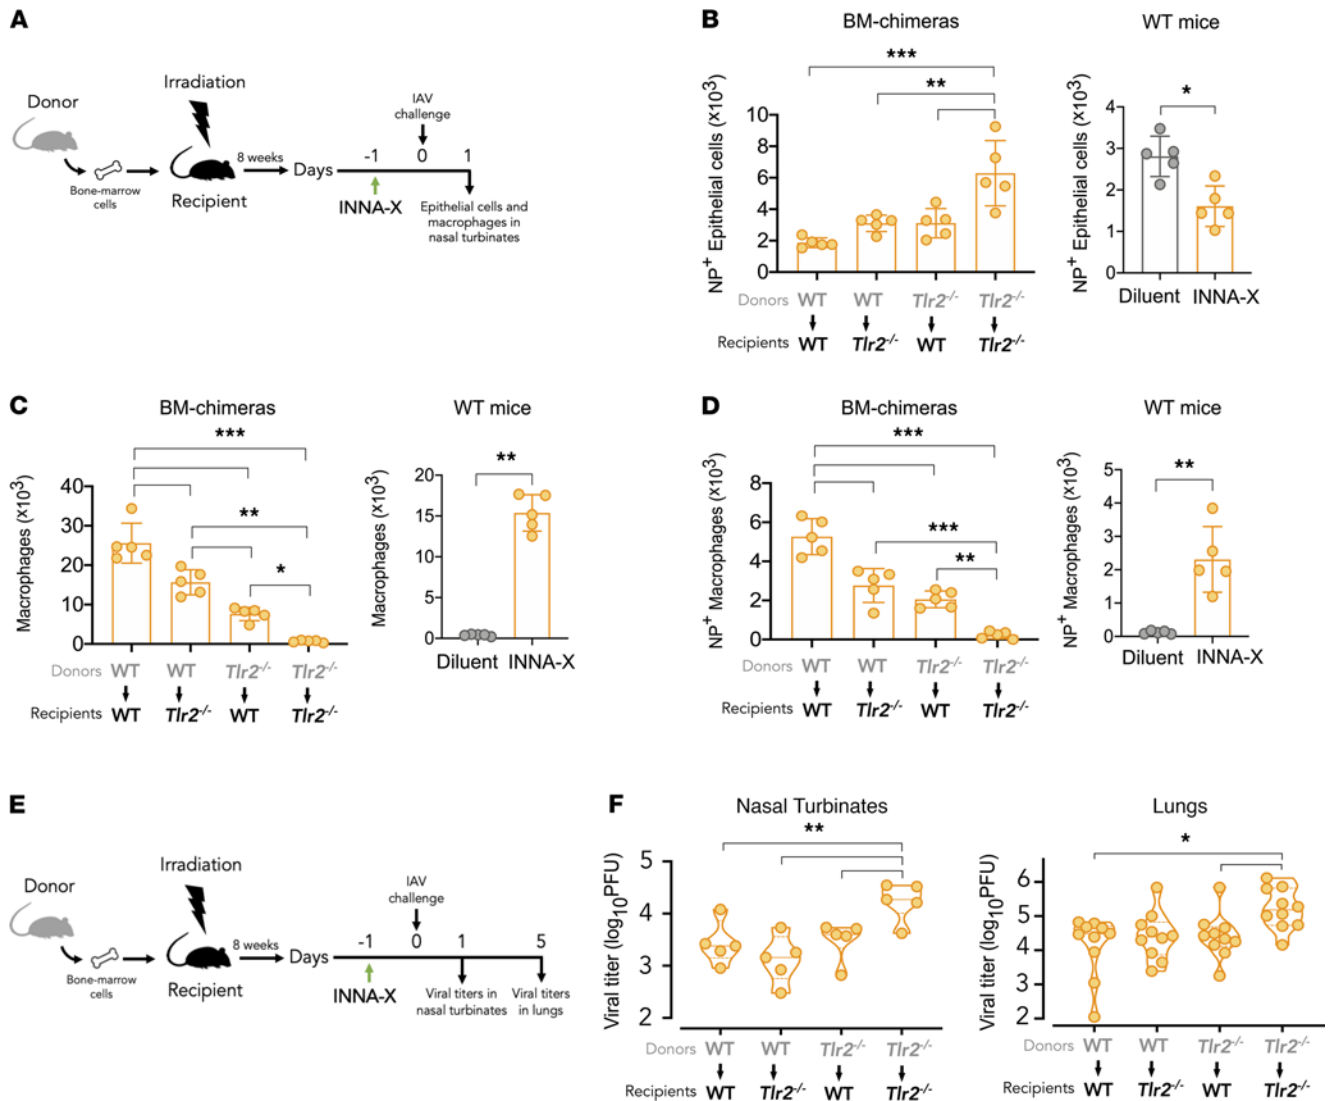 A
Donor
Irradiation
Bone-marrow
cells
Recipient
8 weeks
Days
IAV
challenge
-1 0 1
INNA-X
Epithelial cells and
macrophages in
nasal turbinates
B
BM-chimeras
***
**
NP+ Epithelial cells (×10³)
10
8
6
4
2
0
Donors WT WT Tlr2-/- Tlr2-/-
Recipients WT Tlr2-/- WT Tlr2-/-
WT mice
*
NP+ Epithelial cells (×10³)
4
3
2
1
0
Diluent INNA-X
C
BM-chimeras
***
**
*
Macrophages (×10³)
40
30
20
10
0
Donors WT WT Tlr2-/- Tlr2-/-
Recipients WT Tlr2-/- WT Tlr2-/-
WT mice
**
Macrophages (×10³)
20
15
10
5
0
Diluent INNA-X
D
BM-chimeras
***
***
**
NP+ Macrophages (×10³)
8
6
4
2
0
Donors WT WT Tlr2-/- Tlr2-/-
Recipients WT Tlr2-/- WT Tlr2-/-
WT mice
**
NP+ Macrophages (×10³)
5
4
3
2
1
0
Diluent INNA-X
E
Donor
Irradiation
Bone-marrow
cells
Recipient
8 weeks
Days
IAV
challenge
-1 0 1 5
INNA-X
Viral titers in
nasal turbinates
Viral titers
in lungs
F
Nasal Turbinates
**
Viral titer (log10PFU)
5
4
3
2
Donors WT WT Tlr2-/- Tlr2-/-
Recipients WT Tlr2-/- WT Tlr2-/-
Lungs
*
Viral titer (log10PFU)
6
5
4
3
2
Donors WT WT Tlr2-/- Tlr2-/-
Recipients WT Tlr2-/- WT Tlr2-/-